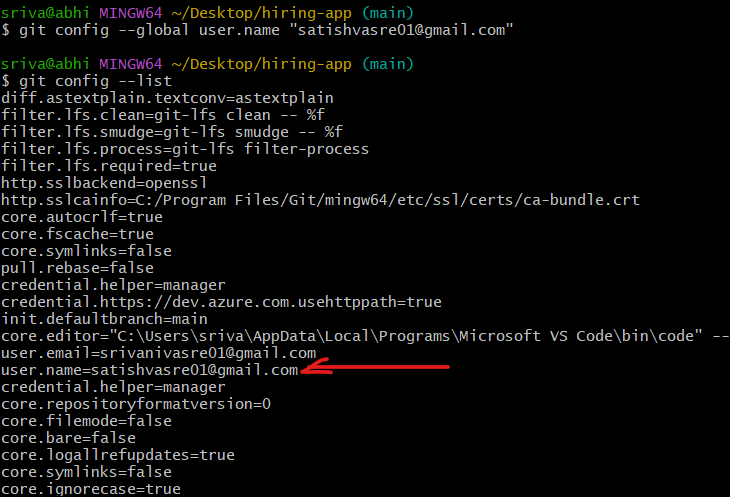 sriva@abhi MINGW64 ~/Desktop/hiring-app (main)
$ git config --global user.name "satishvasre01@gmail.com"
sriva@abhi MINGW64 ~/Desktop/hiring-app (main)
$ git config --list
diff.astextplain.textconv=astextplain
filter.lfs.clean=git-lfs clean -- %f
filter.lfs.smudge=git-lfs smudge -- %f
filter.lfs.process=git-lfs filter-process
filter.lfs.required=true
http.sslbackend=openssl
http.sslcainfo=C:/Program Files/Git/mingw64/etc/ssl/certs/ca-bundle.crt
core.autocrlf=true
core.fscache=true
core.symlinks=false
pull.rebase=false
credential.helper=manager
credential.https://dev.azure.com.usehttppath=true
init.defaultbranch=main
core.editor="C:\Users\sriva\AppData\Local\Programs\Microsoft VS Code\bin\code" --
user.email=srivanivasre01@gmail.com
user.name=satishvasre01@gmail.com
credential.helper=manager
core.repositoryformatversion=0
core.filemode=false
core.bare=false
core.logallrefupdates=true
core.symlinks=false
core.ignorecase=true